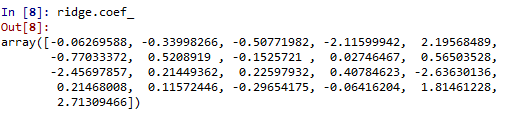 In [8]: ridge.coef_
Out[8]:
array([-0.06269588, -0.33998266, -0.50771982, -2.11599942,  2.19568489,
       -0.77033372,  0.5208919 , -0.1525721 ,  0.02746467,  0.56503528,
       -2.45697857,  0.21449362,  0.22597932,  0.40784623, -2.63630136,
        0.21468008,  0.11572446, -0.29654175, -0.06416204,  1.81461228,
        2.71309466])